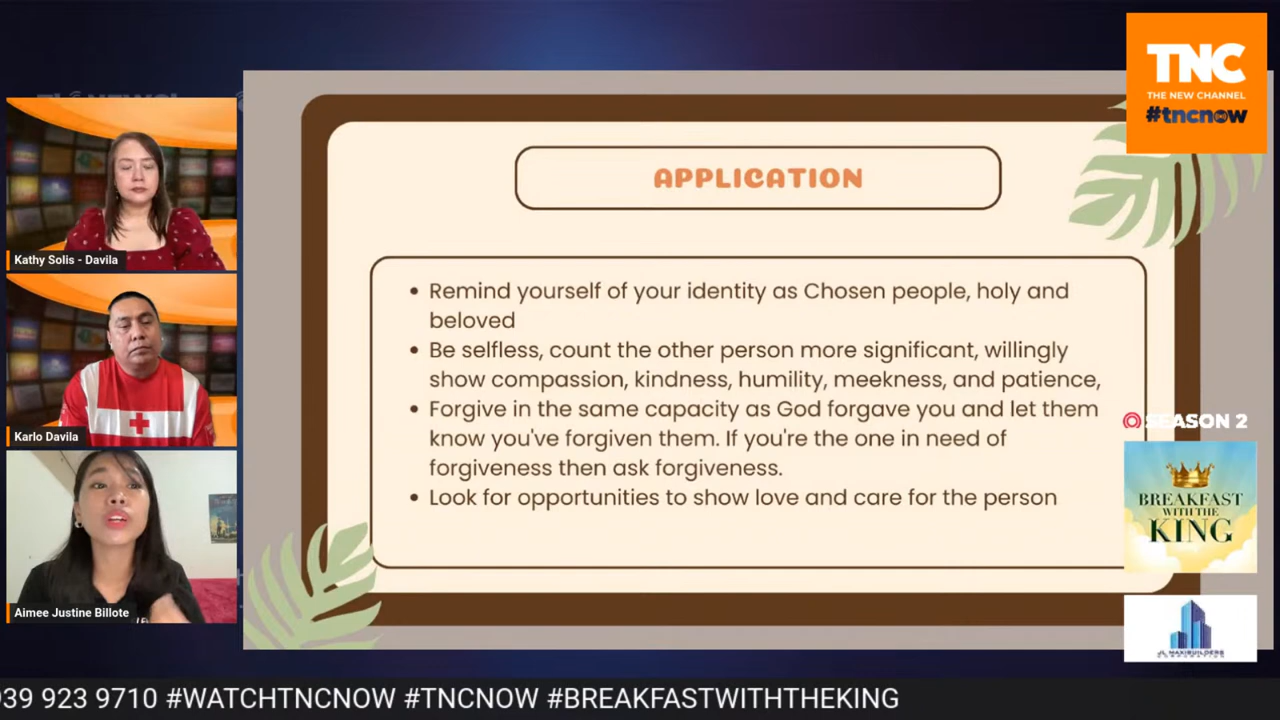 TNC
THE NEW CHANNEL
#tncnow
APPLICATION
Kathy Solis - Davila
Karlo Davila
Aimee Justine Billote
• Remind yourself of your identity as Chosen people, holy and
beloved
• Be selfless, count the other person more significant, willingly
show compassion, kindness, humility, meekness, and patience,
• Forgive in the same capacity as God forgave you and let them
know you've forgiven them. If you're the one in need of
forgiveness then ask forgiveness.
• Look for opportunities to show love and care for the person
SEASON 2
BREAKFAST
WITH THE
KING
JL MAXIBUILDERS
CORPORATION
939 923 9710 #WATCHTNCNOW #TNCNOW #BREAKFASTWITHTHEKING